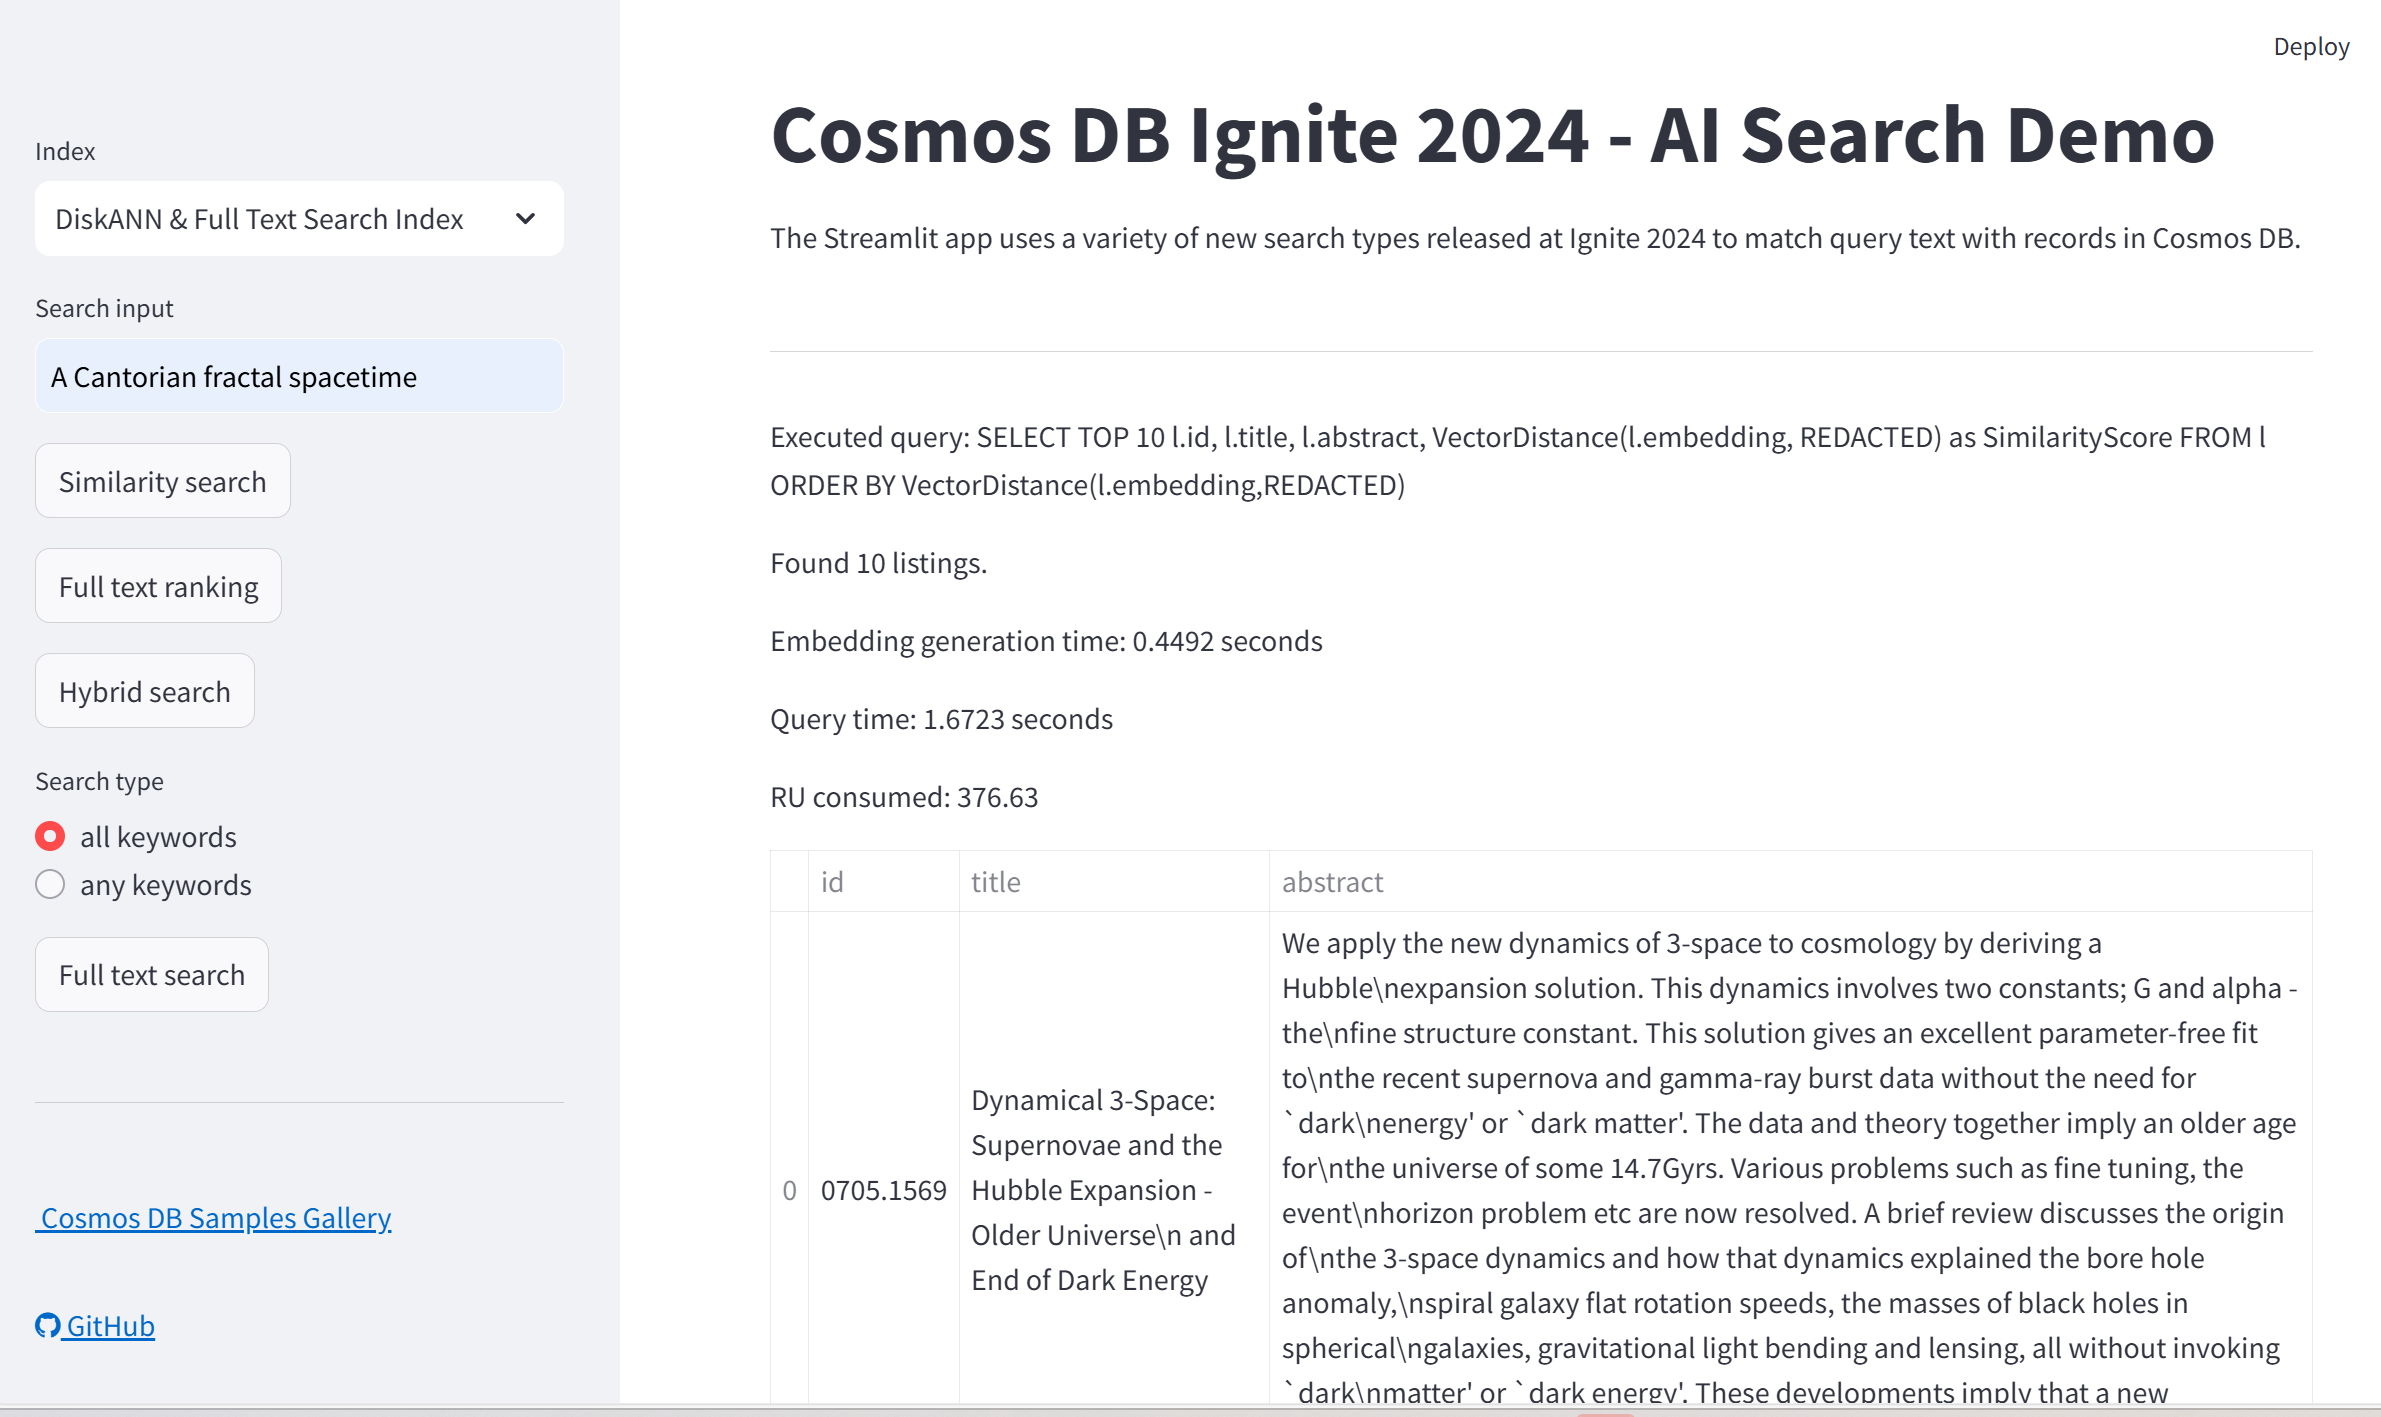 Deploy
Index
DiskANN & Full Text Search Index
Search input
A Cantorian fractal spacetime
Similarity search
Full text ranking
Hybrid search
Search type
all keywords
any keywords
Full text search
Cosmos DB Samples Gallery
GitHub
Cosmos DB Ignite 2024 - AI Search Demo
The Streamlit app uses a variety of new search types released at Ignite 2024 to match query text with records in Cosmos DB.
Executed query: SELECT TOP 10 l.id, l.title, l.abstract, VectorDistance(l.embedding, REDACTED) as SimilarityScore FROM l
ORDER BY VectorDistance(l.embedding,REDACTED)
Found 10 listings.
Embedding generation time: 0.4492 seconds
Query time: 1.6723 seconds
RU consumed: 376.63
id title abstract
0
0705.1569
Dynamical 3-Space:
Supernovae and the
Hubble Expansion -
Older Universe\n and
End of Dark Energy
We apply the new dynamics of 3-space to cosmology by deriving a
Hubble\nexpansion solution. This dynamics involves two constants; G and alpha -
the\nfine structure constant. This solution gives an excellent parameter-free fit
to\nthe recent supernova and gamma-ray burst data without the need for
`dark\nenergy' or `dark matter'. The data and theory together imply an older age
for\nthe universe of some 14.7Gyrs. Various problems such as fine tuning, the
event\nhorizon problem etc are now resolved. A brief review discusses the origin
of\nthe 3-space dynamics and how that dynamics explained the bore hole
anomaly,\nspiral galaxy flat rotation speeds, the masses of black holes in
spherical\ngalaxies, gravitational light bending and lensing, all without invoking
`dark\nmatter' or `dark energy'. These developments imply that a new